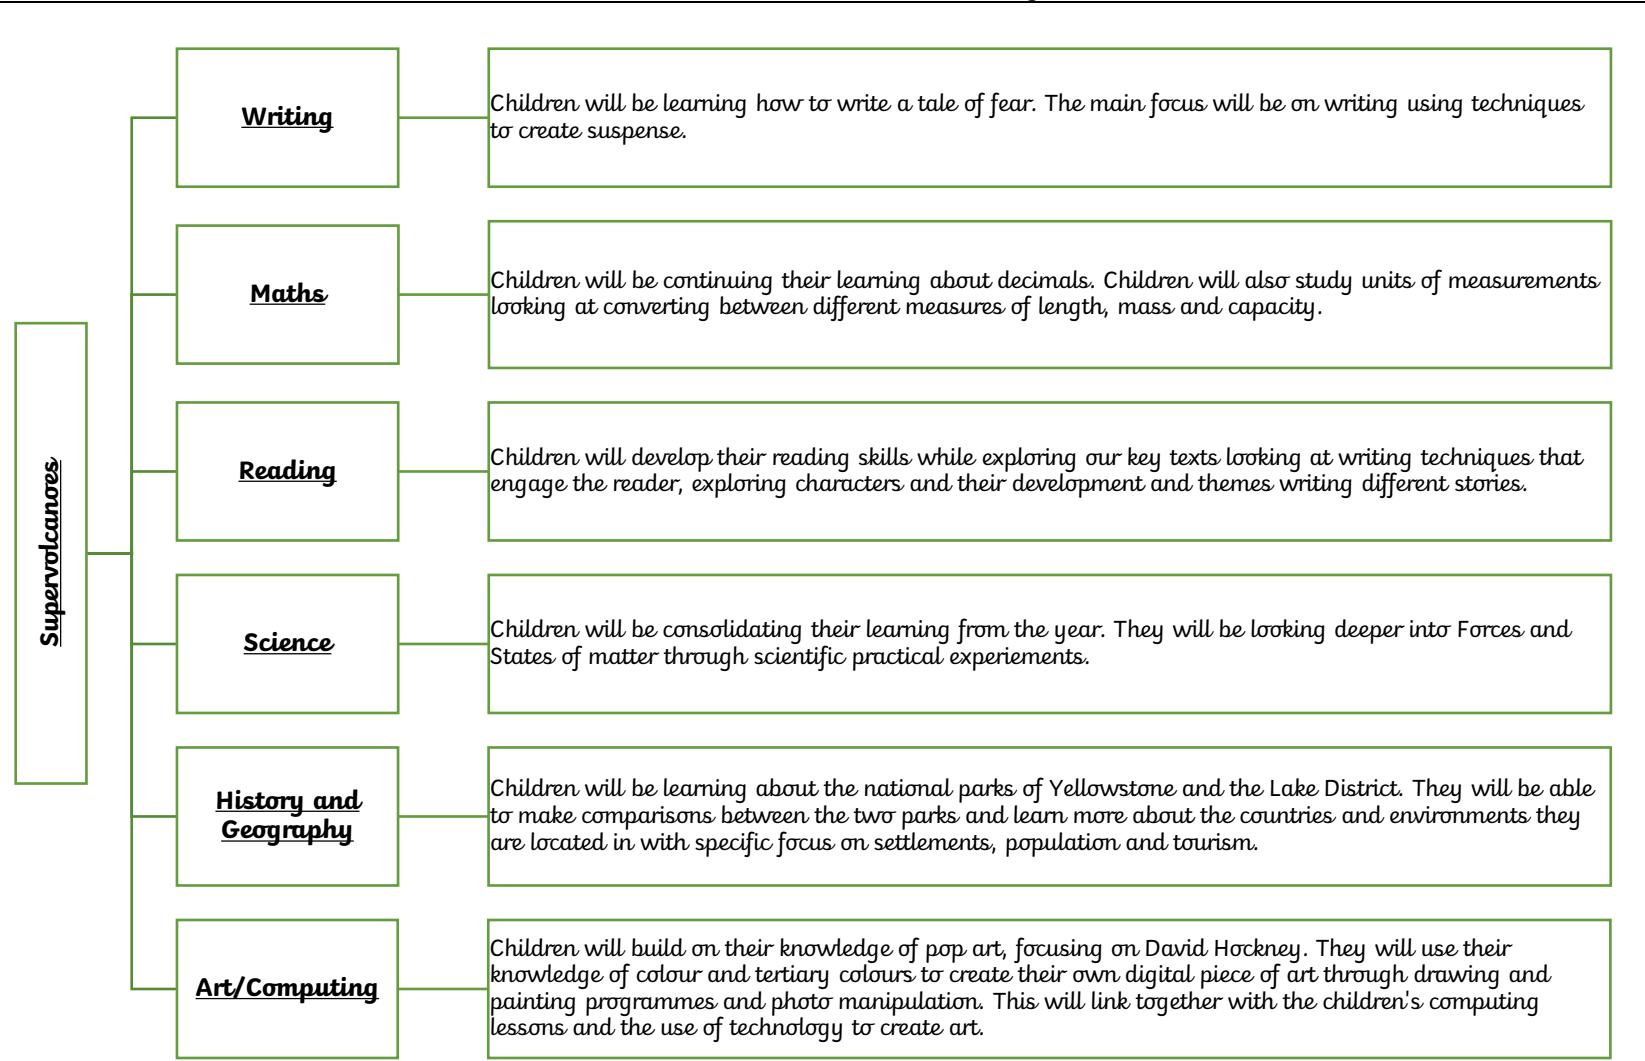 Supervolcanoes
Writing
Children will be learning how to write a tale of fear. The main focus will be on writing using techniques
to create suspense.
Maths
Children will be continuing their learning about decimals. Children will also study units of measurements
looking at converting between different measures of length, mass and capacity.
Reading
Children will develop their reading skills while exploring our key texts looking at writing techniques that
engage the reader, exploring characters and their development and themes writing different stories.
Science
Children will be consolidating their learning from the year. They will be looking deeper into Forces and
States of matter through scientific practical experiements.
History and
Geography
Children will be learning about the national parks of Yellowstone and the Lake District. They will be able
to make comparisons between the two parks and learn more about the countries and environments they
are located in with specific focus on settlements, population and tourism.
Art/Computing
Children will build on their knowledge of pop art, focusing on David Hockney. They will use their
knowledge of colour and tertiary colours to create their own digital piece of art through drawing and
painting programmes and photo manipulation. This will link together with the children's computing
lessons and the use of technology to create art.